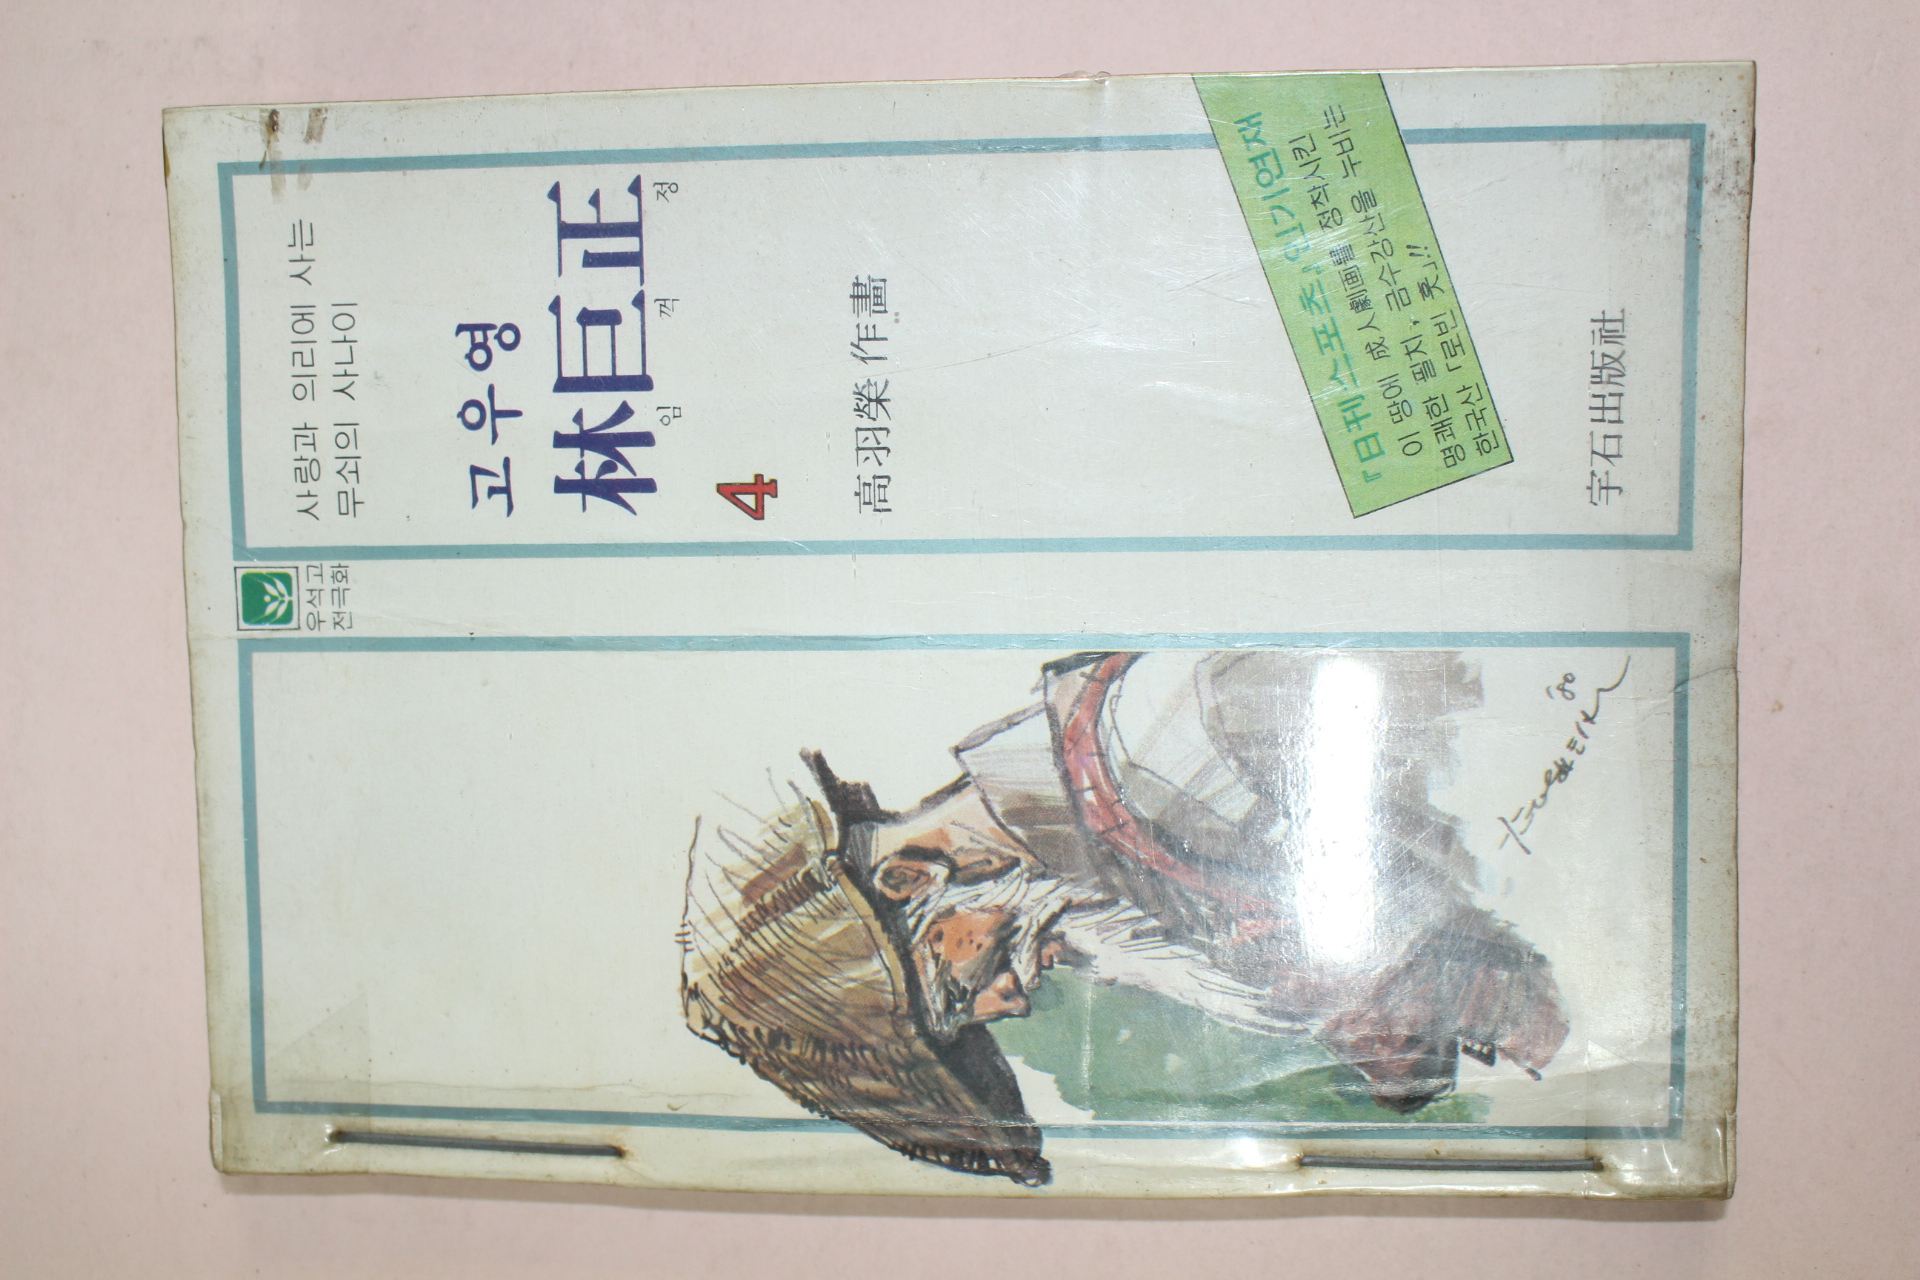 사랑과 의리에 사는
무쇠의 사나이
고우영
林巨正
임 꺽 정
4
高羽榮 作畵
『日刊스포츠』인기연재
이 땅에 成人劇画를 정착시킨
명쾌한 필치, 금수강산을 누비는
한국산 「로빈 훗」!!
宇石出版社
우석고
전극화
'80